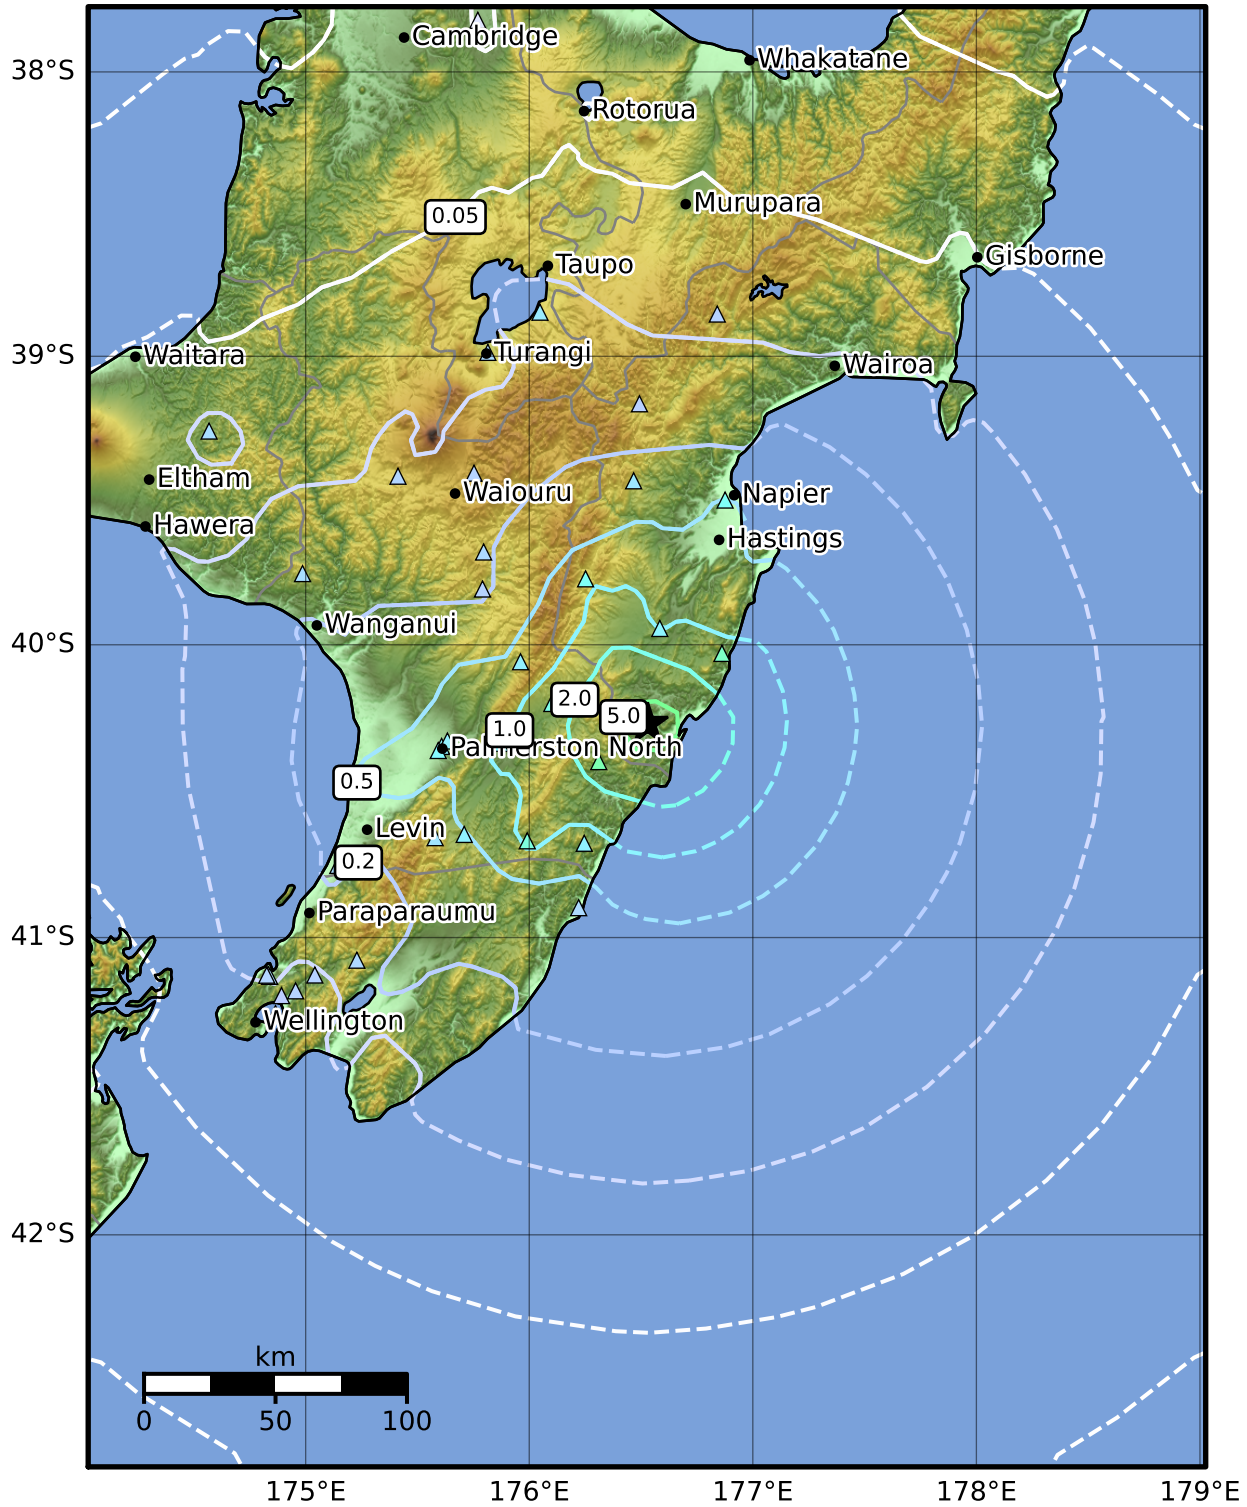 Cambridge
Whakatane
38°S
Rotorua
Murupara
0.05
Gisborne
Taupo
39°S
Waitara
Turangi
Wairoa
Eltham
Waiouru
Napier
Hawera
Hastings
Wanganui
40°S
2.0
5.0
1.0
Palmerston North
0.5
Levin
0.2
Paraparaumu
41°S
Wellington
42°S
km
0 50 100
175°E 176°E 177°E 178°E 179°E